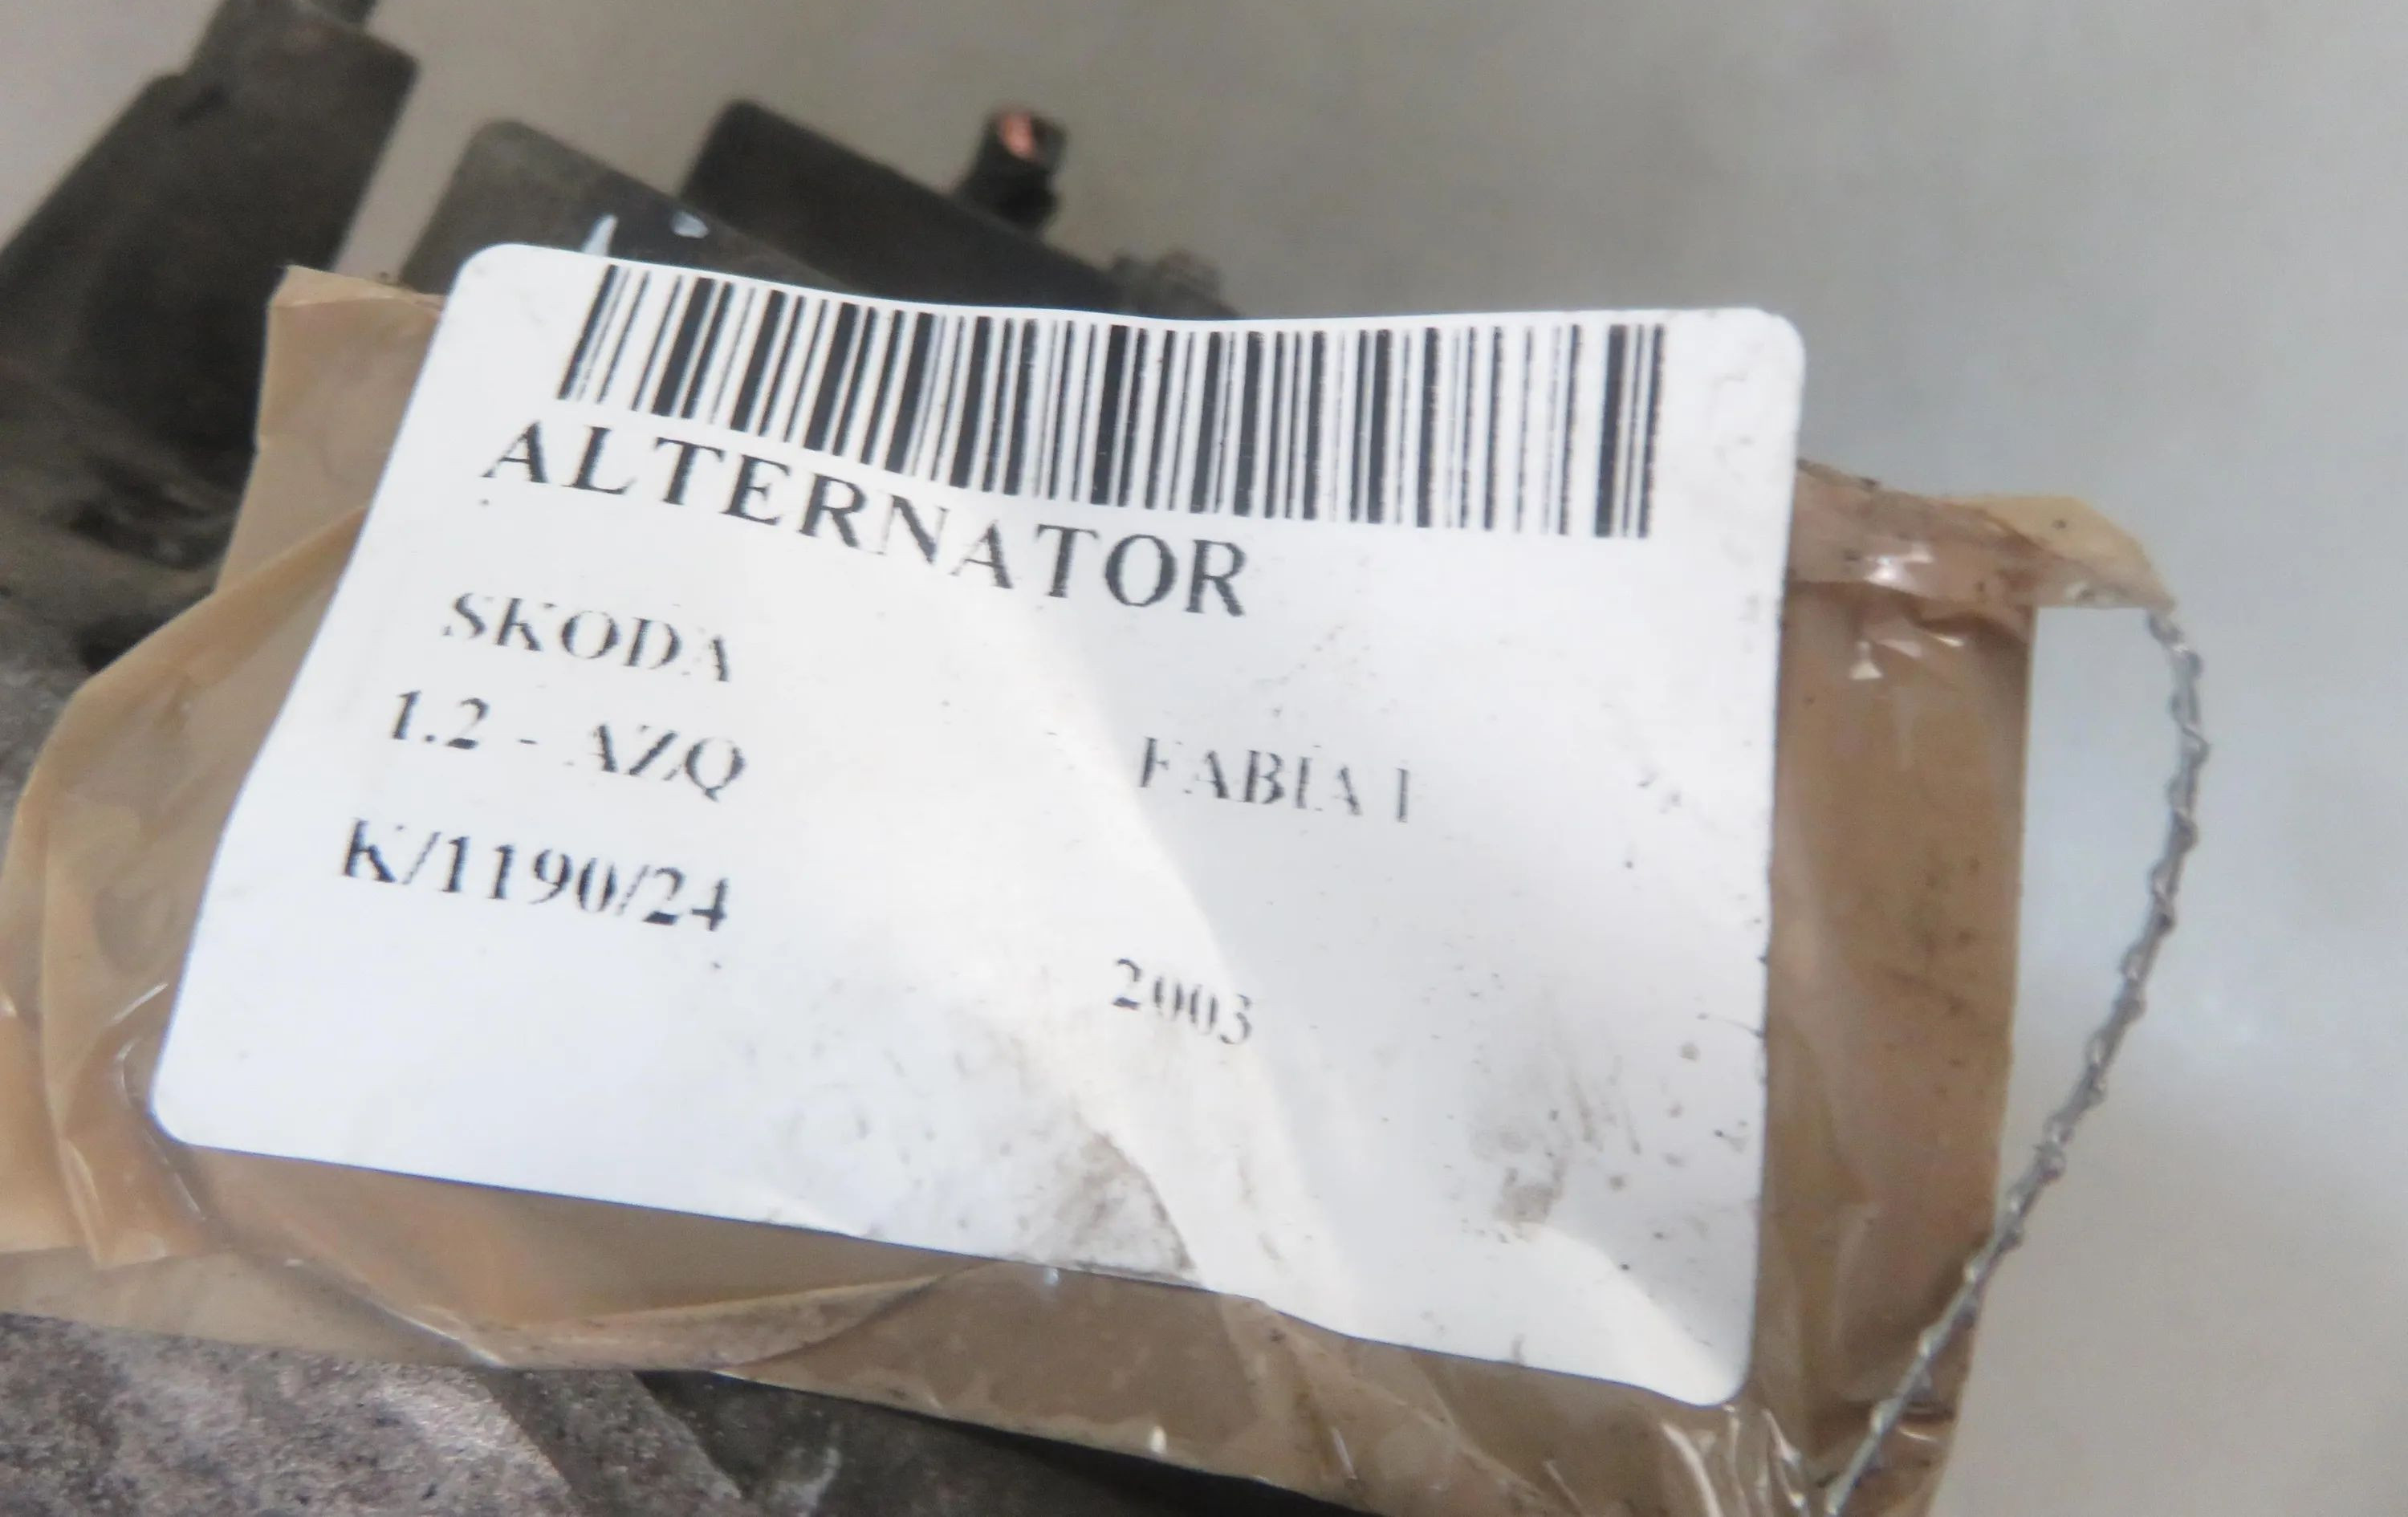 ALTERNATOR
SKODA
FABIA I
1.2 - AZQ
K/1190/24
2003